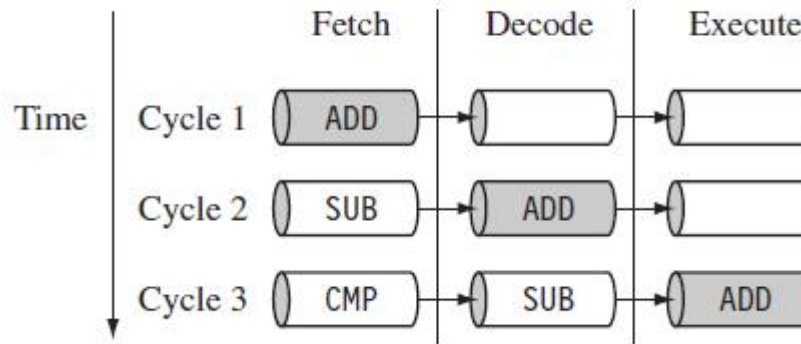 Fetch Decode Execute
Time Cycle 1 ADD
Cycle 2 SUB ADD
Cycle 3 CMP SUB ADD